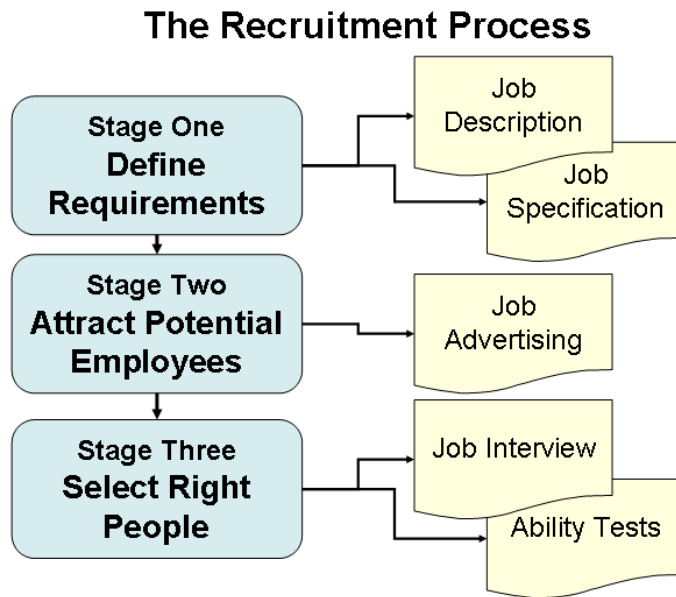 The Recruitment Process
Stage One
Define
Requirements
Job
Description
Job
Specification
Stage Two
Attract Potential
Employees
Job
Advertising
Stage Three
Select Right
People
Job Interview
Ability Tests